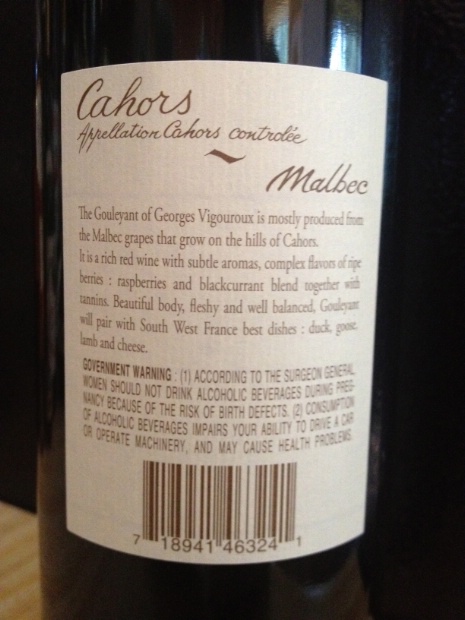 Cahors
Appellation Cahors contrôlée
Malbec
The Gouleyant of Georges Vigouroux is mostly produced from
the Malbec grapes that grow on the hills of Cahors.
It is a rich red wine with subtle aromas, complex flavors of ripe
berries : raspberries and blackcurrant blend together with
tannins. Beautiful body, fleshy and well balanced, Gouleyant
will pair with South West France best dishes : duck, goose,
lamb and cheese.
GOVERNMENT WARNING : (1) ACCORDING TO THE SURGEON GENERAL,
WOMEN SHOULD NOT DRINK ALCOHOLIC BEVERAGES DURING PREG-
NANCY BECAUSE OF THE RISK OF BIRTH DEFECTS. (2) CONSUMPTION
OF ALCOHOLIC BEVERAGES IMPAIRS YOUR ABILITY TO DRIVE A CAR
OR OPERATE MACHINERY, AND MAY CAUSE HEALTH PROBLEMS.
7 18941 46324 1